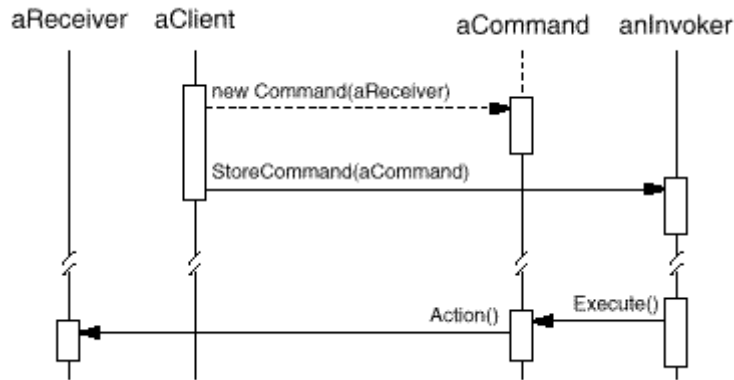 aReceiver aClient aCommand anInvoker
new Command(aReceiver)
StoreCommand(aCommand)
Action() Execute()